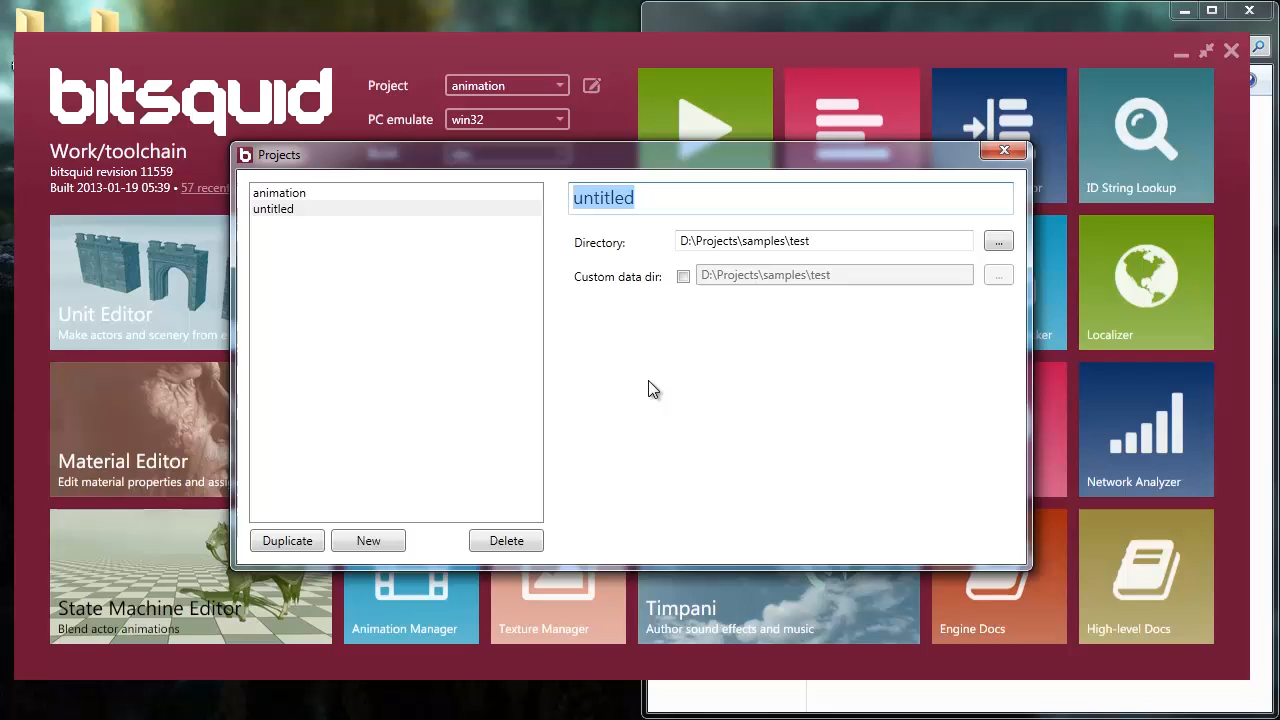 bitsquid
Work/toolchain
bitsquid revision 11559
Built 2013-01-19 05:39 • 57 recent
Project
animation
PC emulate
win32
ID String Lookup
Projects
animation
untitled
untitled
Directory:
D:\Projects\samples\test
...
Custom data dir:
D:\Projects\samples\test
...
Duplicate
New
Delete
Unit Editor
Make actors and scenery from e
Localizer
Material Editor
Edit material properties and assi
Network Analyzer
State Machine Editor
Blend actor animations
Animation Manager
Texture Manager
Timpani
Author sound effects and music
Engine Docs
High-level Docs